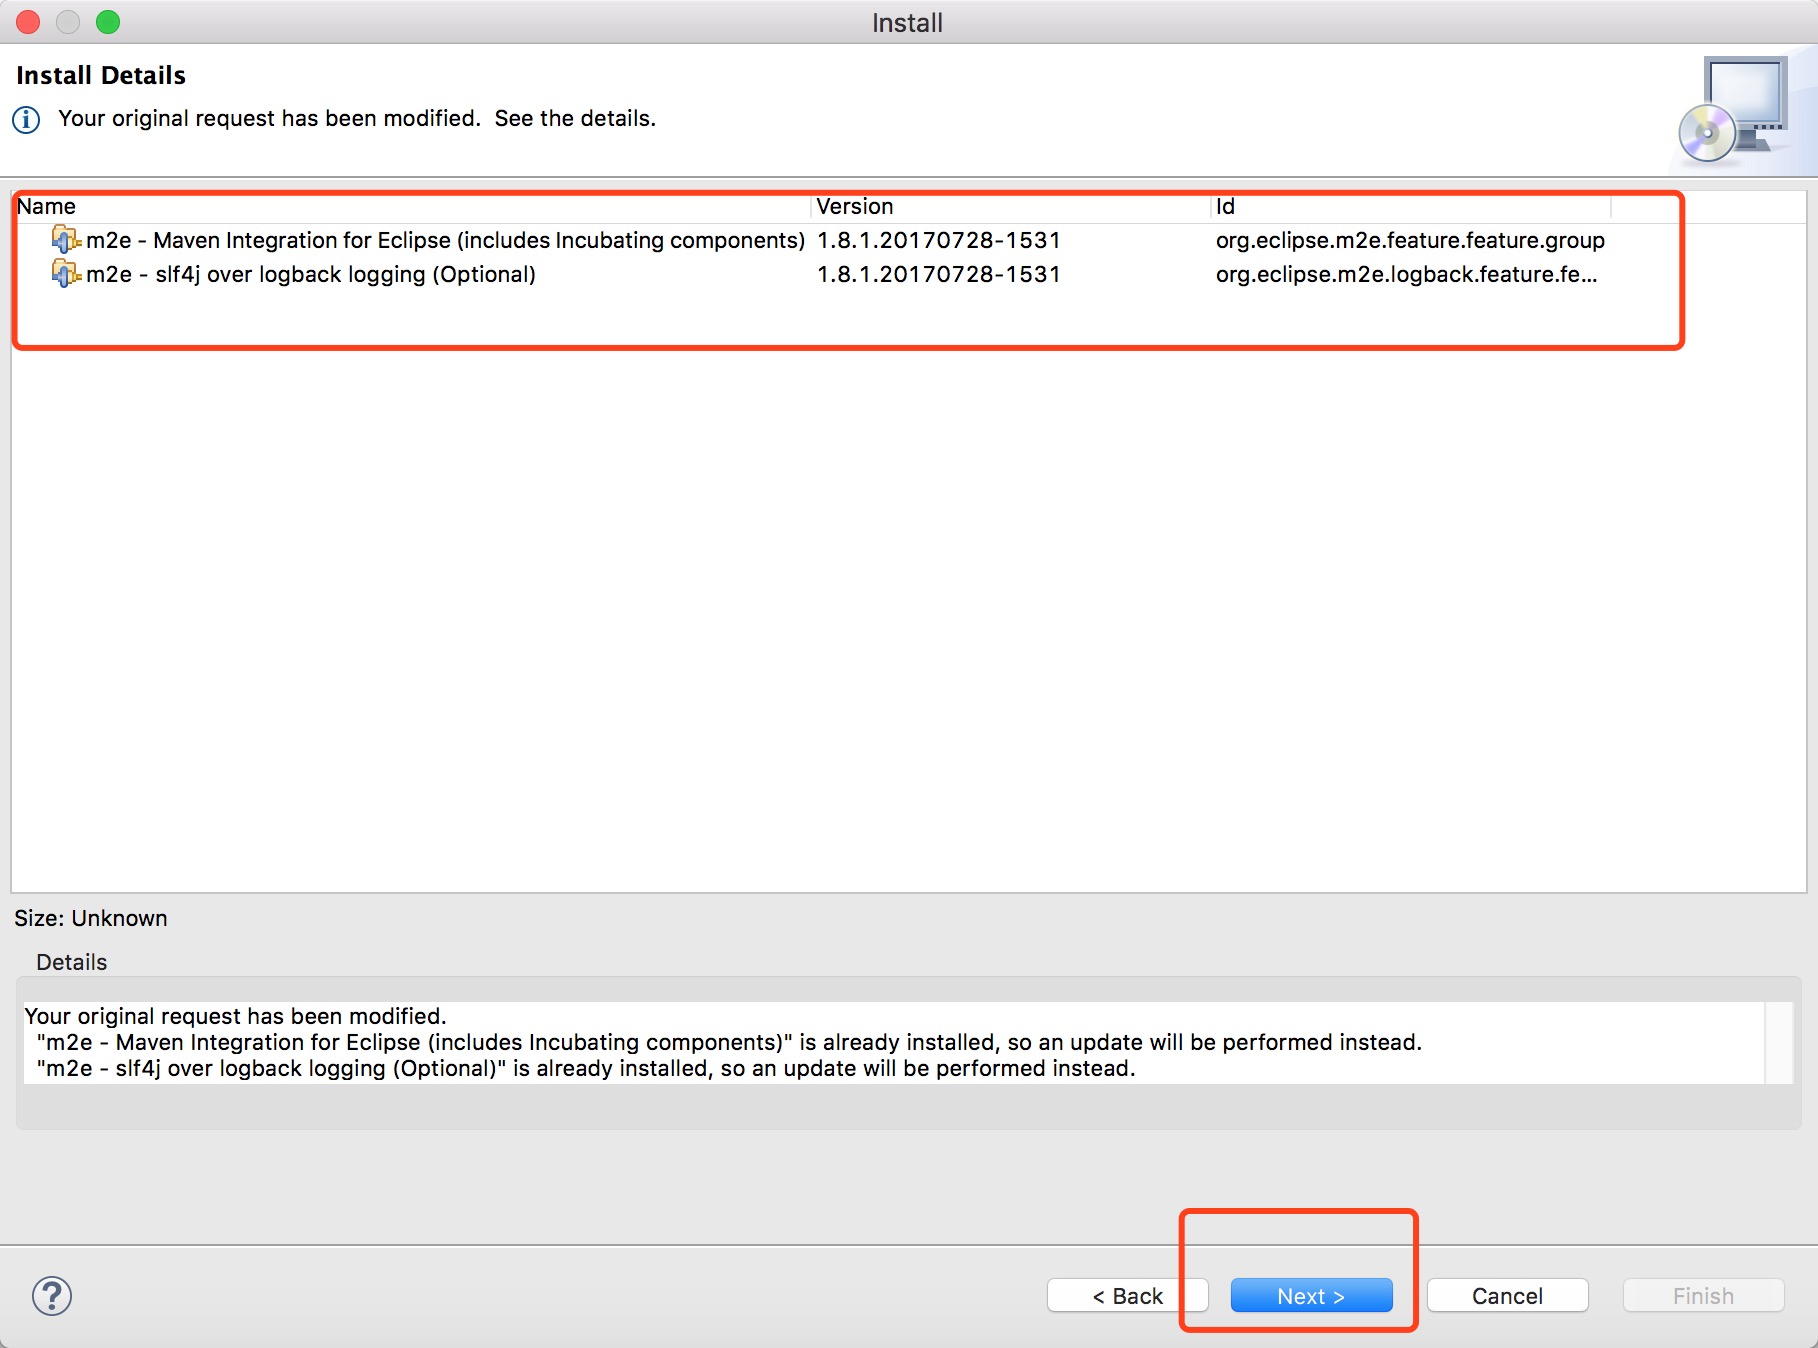 Install
Install Details
Your original request has been modified.  See the details.
Name Version Id
m2e - Maven Integration for Eclipse (includes Incubating components) 1.8.1.20170728-1531 org.eclipse.m2e.feature.feature.group
m2e - slf4j over logback logging (Optional) 1.8.1.20170728-1531 org.eclipse.m2e.logback.feature.fe...
Size: Unknown
Details
Your original request has been modified.
"m2e - Maven Integration for Eclipse (includes Incubating components)" is already installed, so an update will be performed instead.
"m2e - slf4j over logback logging (Optional)" is already installed, so an update will be performed instead.
? < Back Next > Cancel Finish